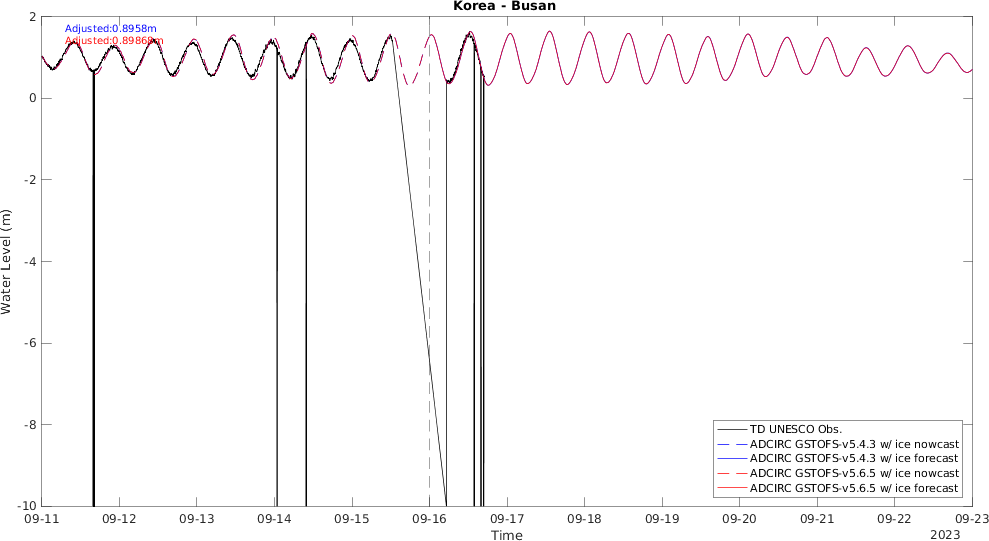 Korea - Busan
Adjusted:0.8958m
Adjusted:0.8986m
Water Level (m)
2
0
-2
-4
-6
-8
-10
TD UNESCO Obs.
ADCIRC GSTOFS-v5.4.3 w/ ice nowcast
ADCIRC GSTOFS-v5.4.3 w/ ice forecast
ADCIRC GSTOFS-v5.6.5 w/ ice nowcast
ADCIRC GSTOFS-v5.6.5 w/ ice forecast
09-11 09-12 09-13 09-14 09-15 09-16 09-17 09-18 09-19 09-20 09-21 09-22 09-23
Time
2023